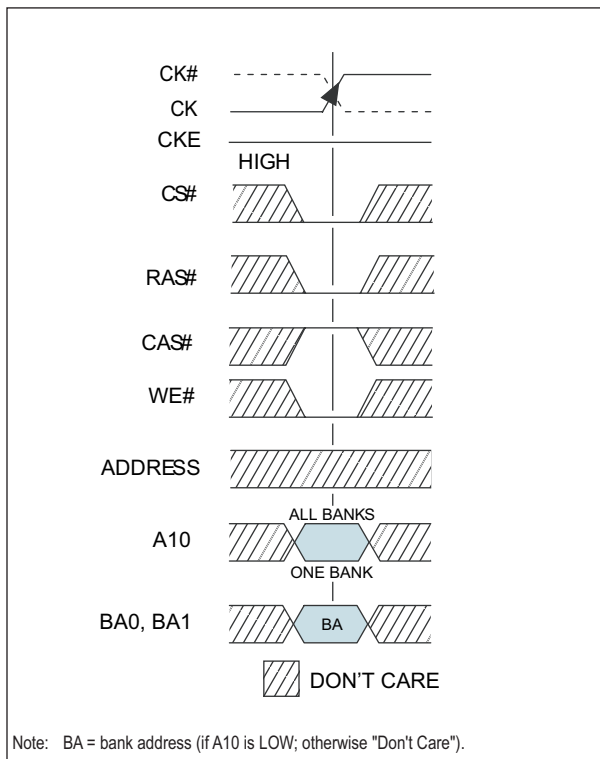 CK#
CK
CKE
HIGH
CS#
RAS#
CAS#
WE#
ADDRESS
ALL BANKS
A10
ONE BANK
BA0, BA1
BA
DON'T CARE
Note: BA = bank address (if A10 is LOW; otherwise "Don't Care").